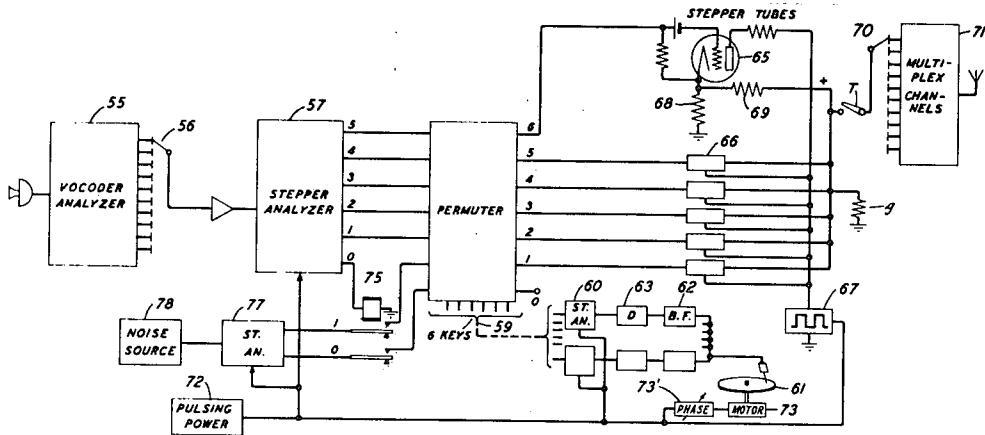 STEPPER TUBES
55
VOCODER
ANALYZER
56
57
STEPPER
ANALYZER
5
4
3
2
1
0
75
PERMUTER
6
5
4
3
2
1
0
6 KEYS
59
65
68
69
66
+
T
70
71
MULTI-
PLEX
CHAN-
NELS
g
67
78
NOISE
SOURCE
77
ST.
AN.
1
0
72
PULSING
POWER
60
ST.
AN.
63
D
62
B.F.
61
73'
PHASE
MOTOR
73